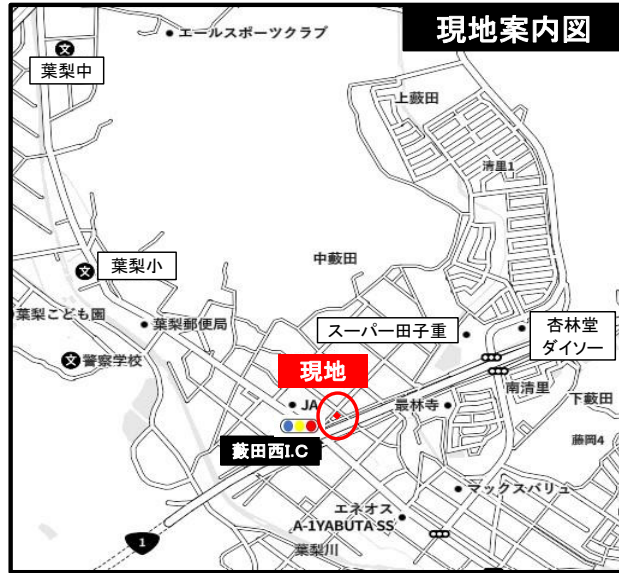 現地案内図
エールスポーツクラブ
葉梨中
上藪田
清里1
中藪田
葉梨小
葉梨こども園
葉梨郵便局
スーパー田子重
杏林堂
ダイソー
警察学校
現地
南清里
JA
最林寺
下藪田
藪田西I.C
藤岡4
マックスバリュ
エネオス
A-1YABUTA SS
1
葉梨川
文
文
文